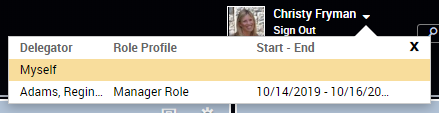 Christy Fryman
Sign Out
Delegator Role Profile Start - End X
Myself
Adams, Regin... Manager Role 10/14/2019 - 10/16/20...